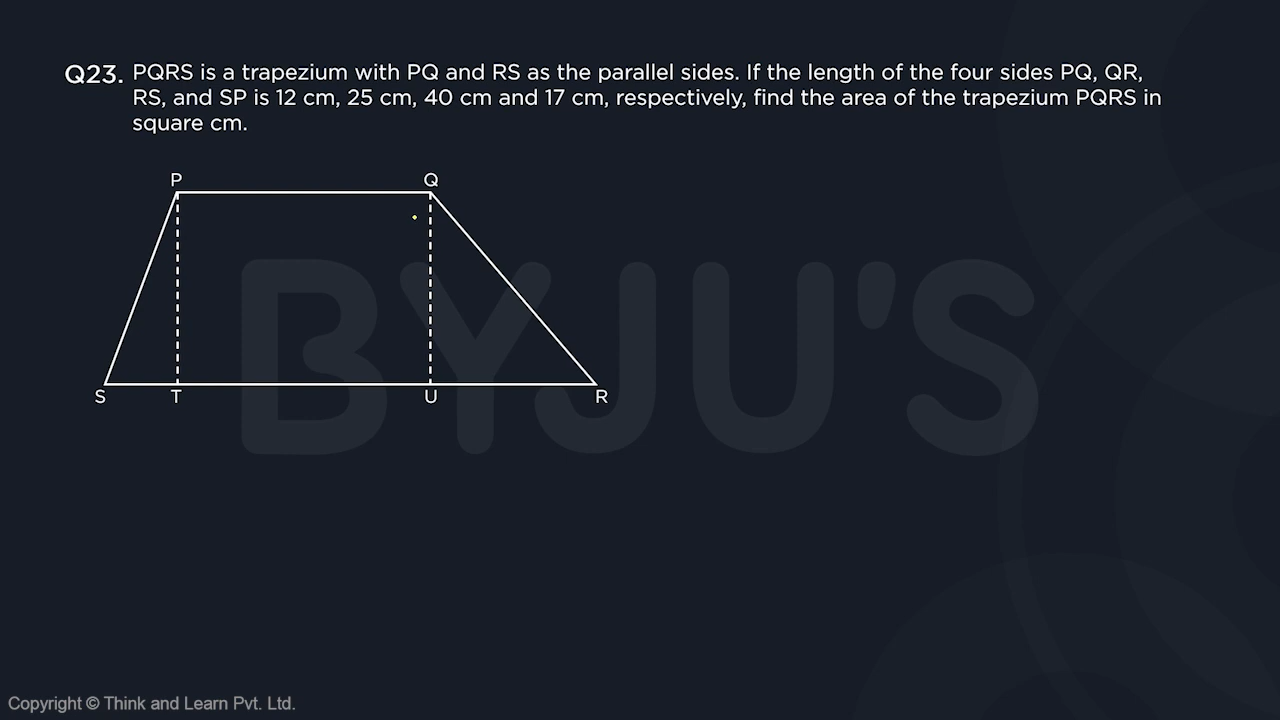 Q23. PQRS is a trapezium with PQ and RS as the parallel sides. If the length of the four sides PQ, QR,
RS, and SP is 12 cm, 25 cm, 40 cm and 17 cm, respectively, find the area of the trapezium PQRS in
square cm.
P Q
BYJU'S
S T U R
Copyright © Think and Learn Pvt. Ltd.